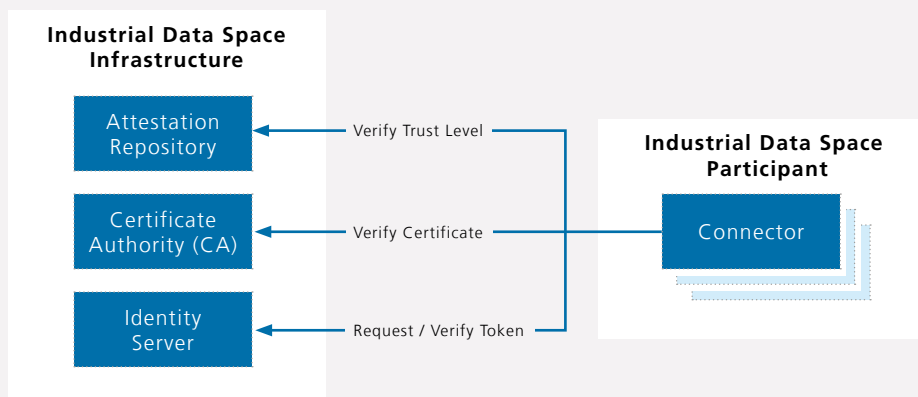 Industrial Data Space
Infrastructure
Attestation
Repository
Verify Trust Level
Certificate
Authority (CA)
Verify Certificate
Identity
Server
Request / Verify Token
Industrial Data Space
Participant
Connector